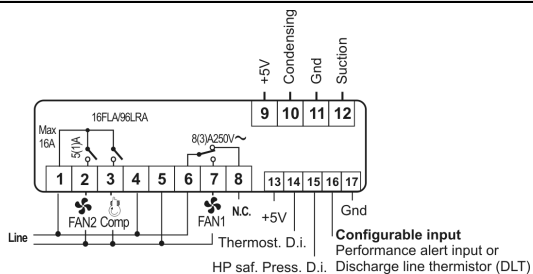 +5V
Condensing
Gnd
Suction
9 10 11 12
16FLA/96LRA
Max
16A
5(1)A
8(3)A250V~
1 2 3 4 5 6 7 8
13 14 15 16 17
FAN2 Comp
FAN1
N.C.
+5V
Gnd
Line
Thermost. D.i.
HP saf. Press. D.i.
Configurable input
Performance alert input or
Discharge line thermistor (DLT)